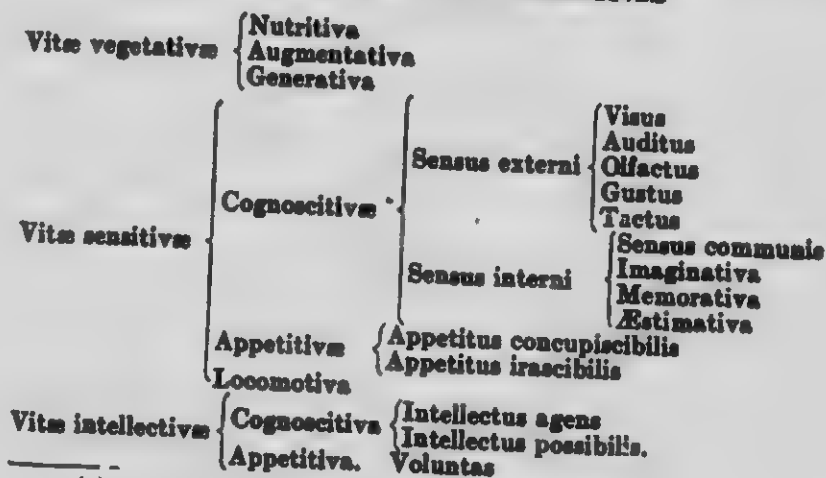 Nutritiva
Vitæ vegetativæ Augmentativa
Generativa
Visus
Auditus
Sensus externi Olfactus
Gustus
Cognoscitivæ Tactus
Vitæ sensitivæ Sensus communis
Sensus interni Imaginativa
Memorativa
Æstimativa
Appetitivæ Appetitus concupiscibilis
Appetitus irascibilis
Locomotiva
Vitæ intellectivæ Cognoscitiva Intellectus agens
Intellectus possibilis.
Appetitiva. Voluntas